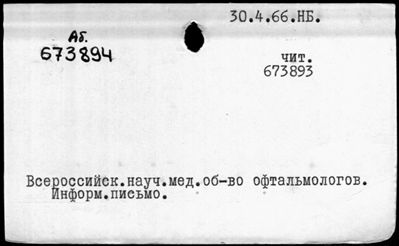 30.4.66.НБ.
Аб.
673894
чит.
673893
Всероссийск.науч.мед.об-во офтальмологов.
Информ.письмо.